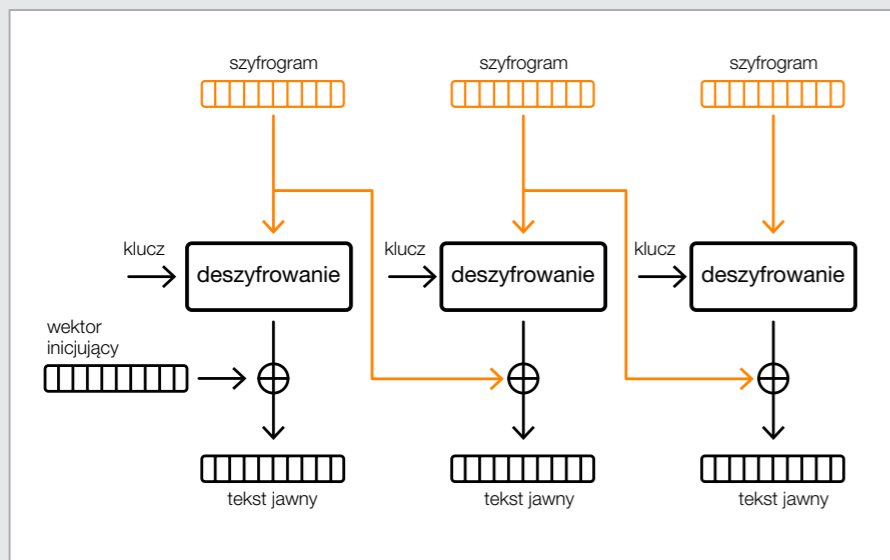 szyfrogram
szyfrogram
szyfrogram
klucz
deszyfrowanie
klucz
deszyfrowanie
klucz
deszyfrowanie
wektor
inicjujący
tekst jawny
tekst jawny
tekst jawny